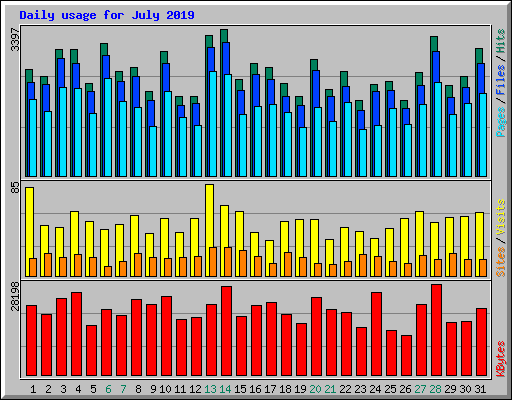 Daily usage for July 2019
3397
Pages / Files / Hits
85
Sites / Visits
28198
KBytes
1 2 3 4 5 6 7 8 9 10 11 12 13 14 15 16 17 18 19 20 21 22 23 24 25 26 27 28 29 30 31